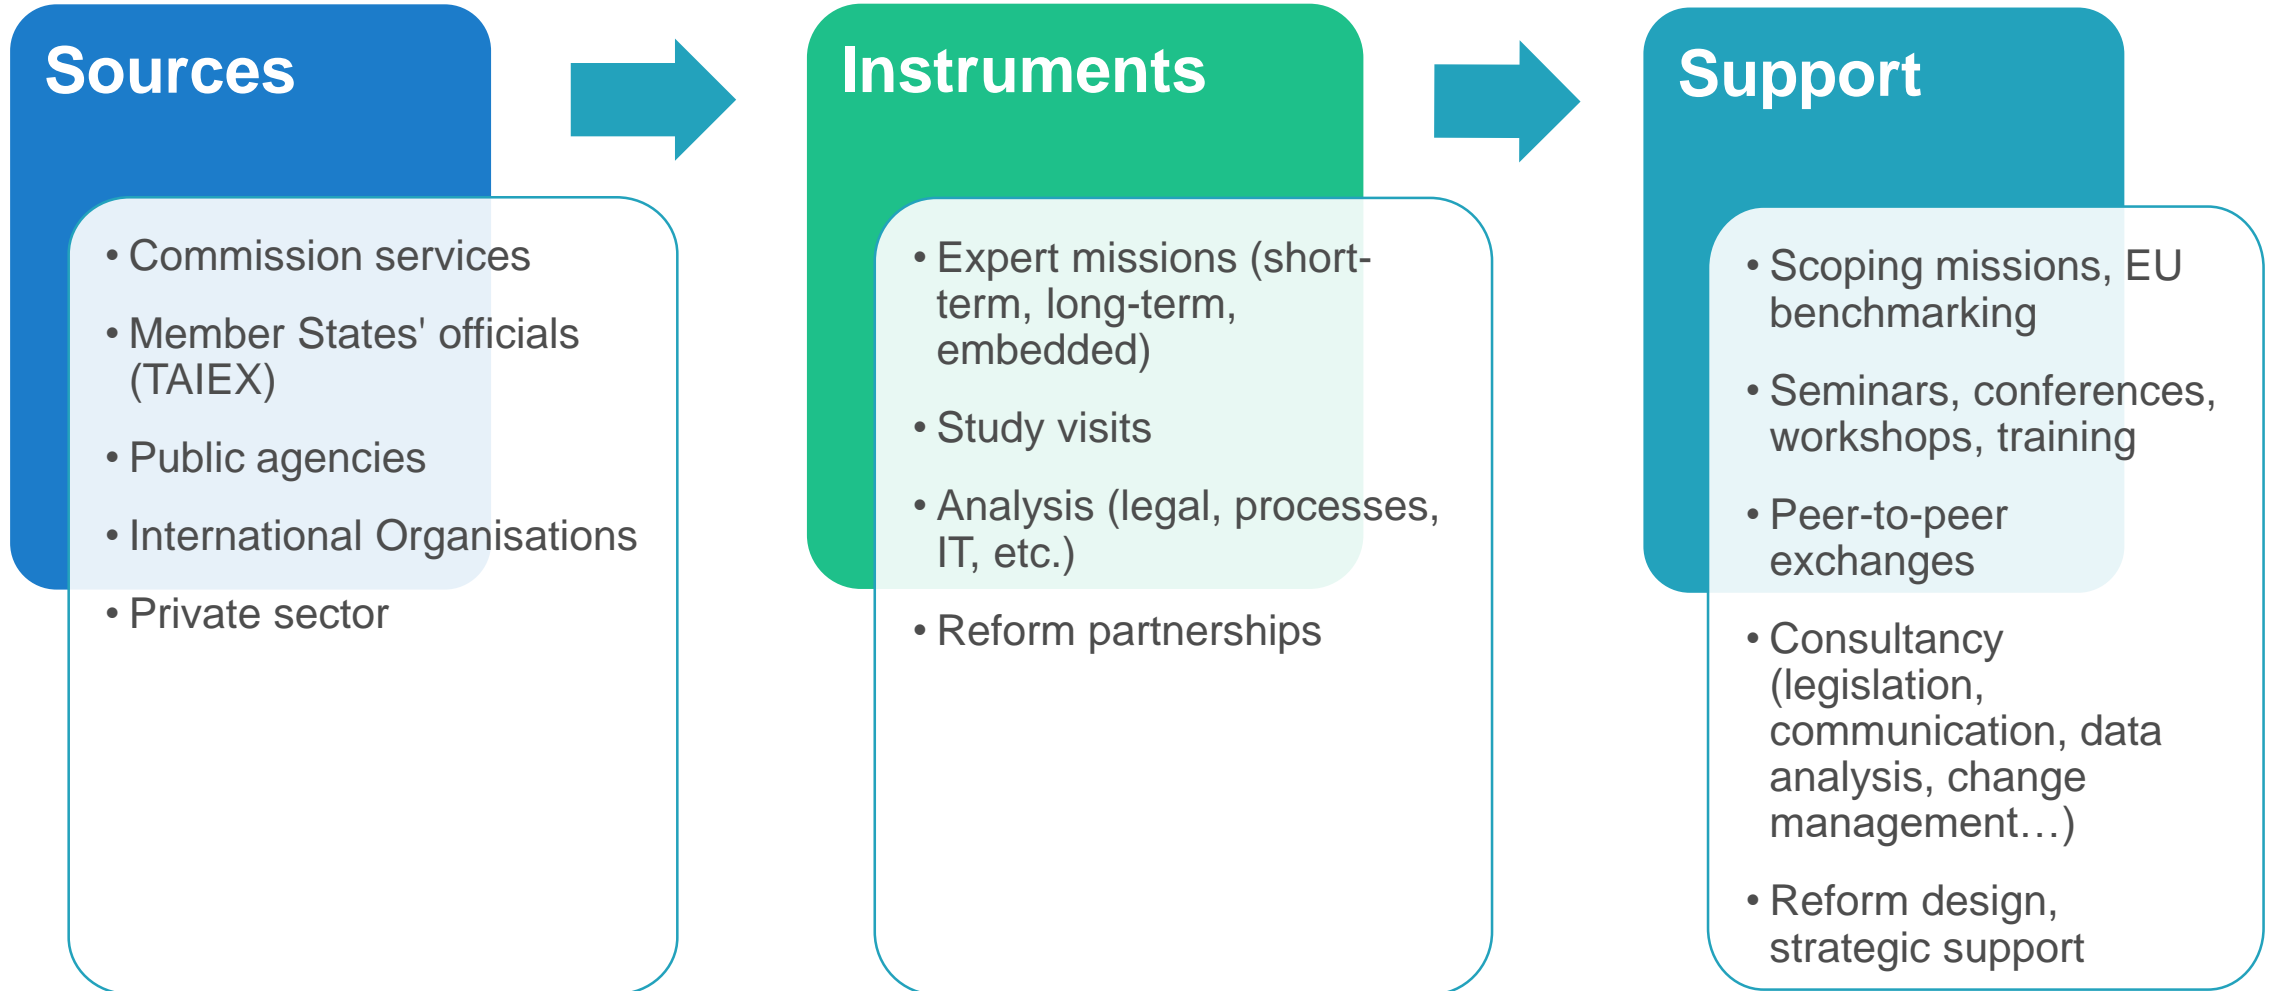 Sources
• Commission services
• Member States' officials
(TAIEX)
• Public agencies
• International Organisations
• Private sector
Instruments
• Expert missions (short-
term, long-term,
embedded)
• Study visits
• Analysis (legal, processes,
IT, etc.)
• Reform partnerships
Support
• Scoping missions, EU
benchmarking
• Seminars, conferences,
workshops, training
• Peer-to-peer
exchanges
• Consultancy
(legislation,
communication, data
analysis, change
management…)
• Reform design,
strategic support